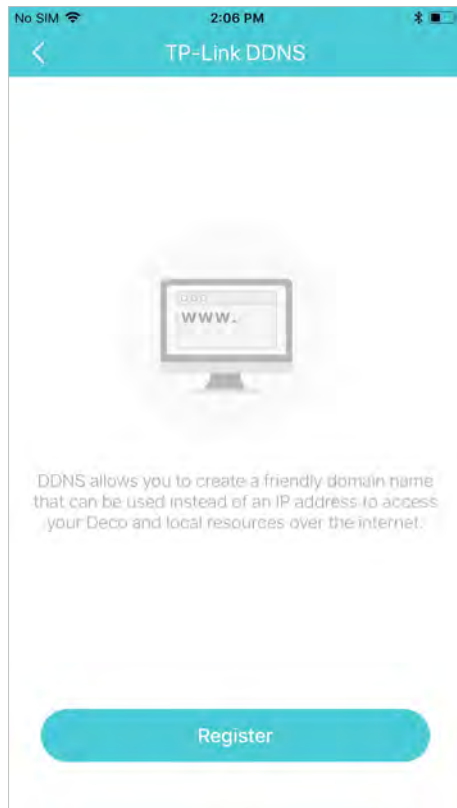 No SIM 2:06 PM
TP-Link DDNS
www.
DDNS allows you to create a friendly domain name
that can be used instead of an IP address to access
your Deco and local resources over the internet.
Register